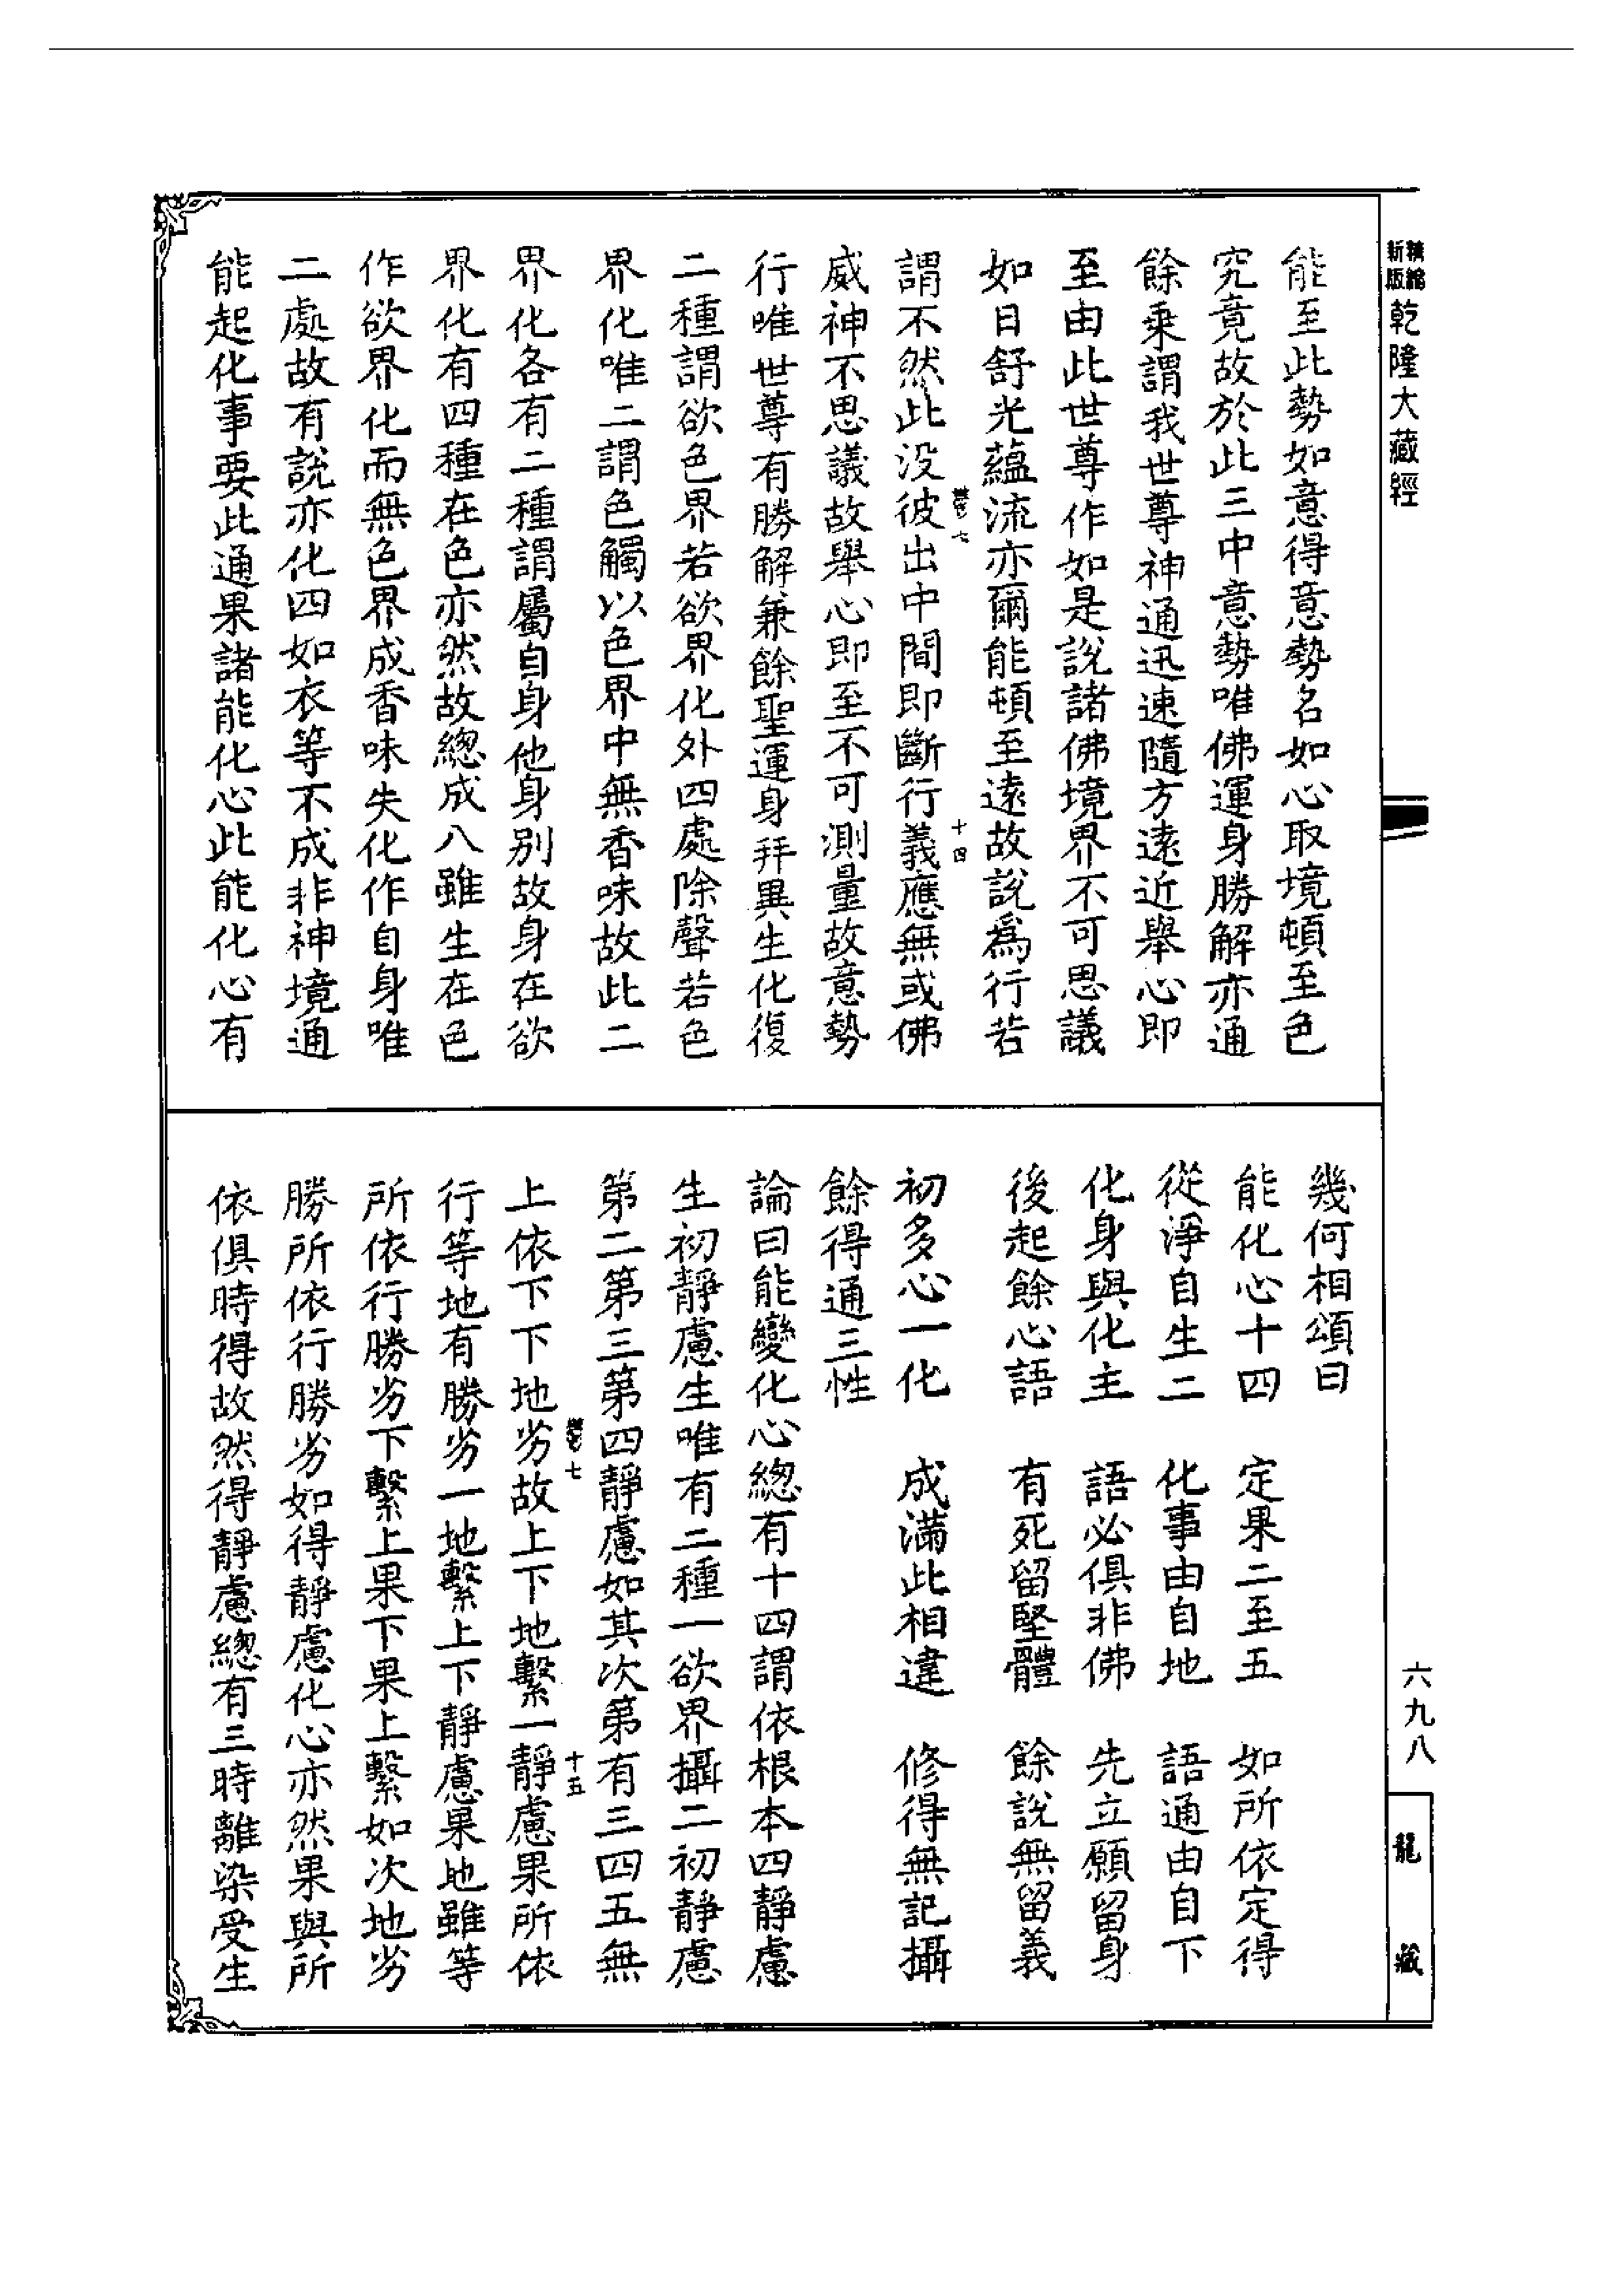 精縮新版乾隆大藏經
能至此勢如意得意勢名如心取境頓至色
究竟故於此三中意勢唯佛運身勝解亦通
餘乘謂我世尊神通迅速隨方遠近舉心即
至由此世尊作如是說諸佛境界不可思議
如日舒光蘊流亦爾能頓至遠故說為行若
謂不然此没彼出中間即斷行義應無或佛
威神不思議故舉心即至不可測量故意勢
行唯世尊有勝解兼餘聖運身并異生化復
二種謂欲色界若欲界化外四處除聲若色
界化唯二謂色觸以色界中無香味故此二
界化各有二種謂屬自身他身別故身在欲
界化有四種在色亦然故總成八雖生在色
作欲界化而無色界成香味失化作自身唯
二處故有說亦化四如衣等不成非神境通
能起化事要此通果諸能化心此能化心有
七
十四
幾何相頌曰
能化心十四 定果二至五 如所依定得
從淨自生二 化事由自地 語通由自下
化身與化主 語必俱非佛 先立願留身
後起餘心語 有死留堅體 餘說無留義
初多心一化 成滿此相違 修得無記攝
餘得通三性
論曰能變化心總有十四謂依根本四靜慮
生初靜慮生唯有二種一欲界攝二初靜慮
第二第三第四靜慮如其次第有三四五無
上依下下地劣故上下地繫一靜慮果所依
行等地有勝劣一地繫上下靜慮果地雖等
所依行勝劣下繫上果下果上繫如次地劣
勝所依行勝劣如得靜慮化心亦然果與所
依俱時得故然得靜慮總有三時離染受生
七
十五
六九八
龍藏